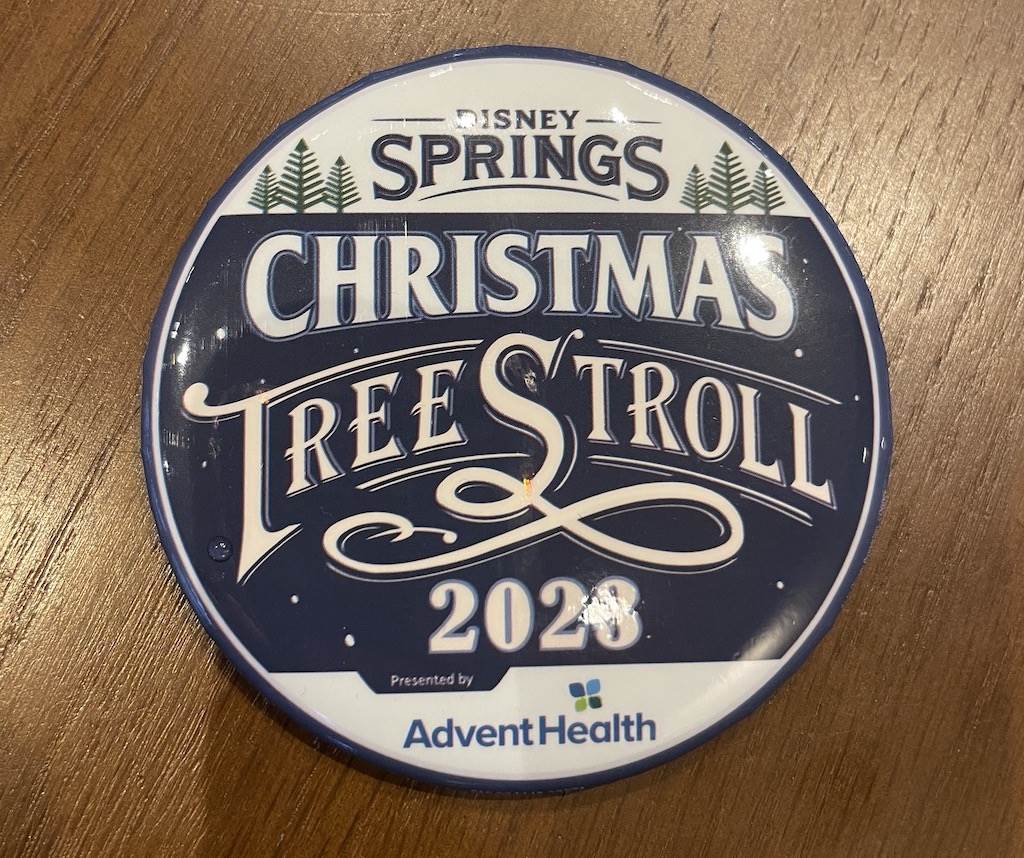 DISNEY
SPRINGS
CHRISTMAS
TREE STROLL
2023
Presented by
AdventHealth